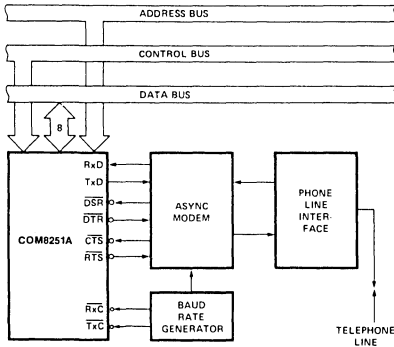 ADDRESS BUS
CONTROL BUS
DATA BUS
8
RxD
TxD
DSR
DTR
CTS
RTS
RxC
TxC
COM8251A
ASYNC
MODEM
PHONE
LINE
INTER-
FACE
BAUD
RATE
GENERATOR
TELEPHONE
LINE